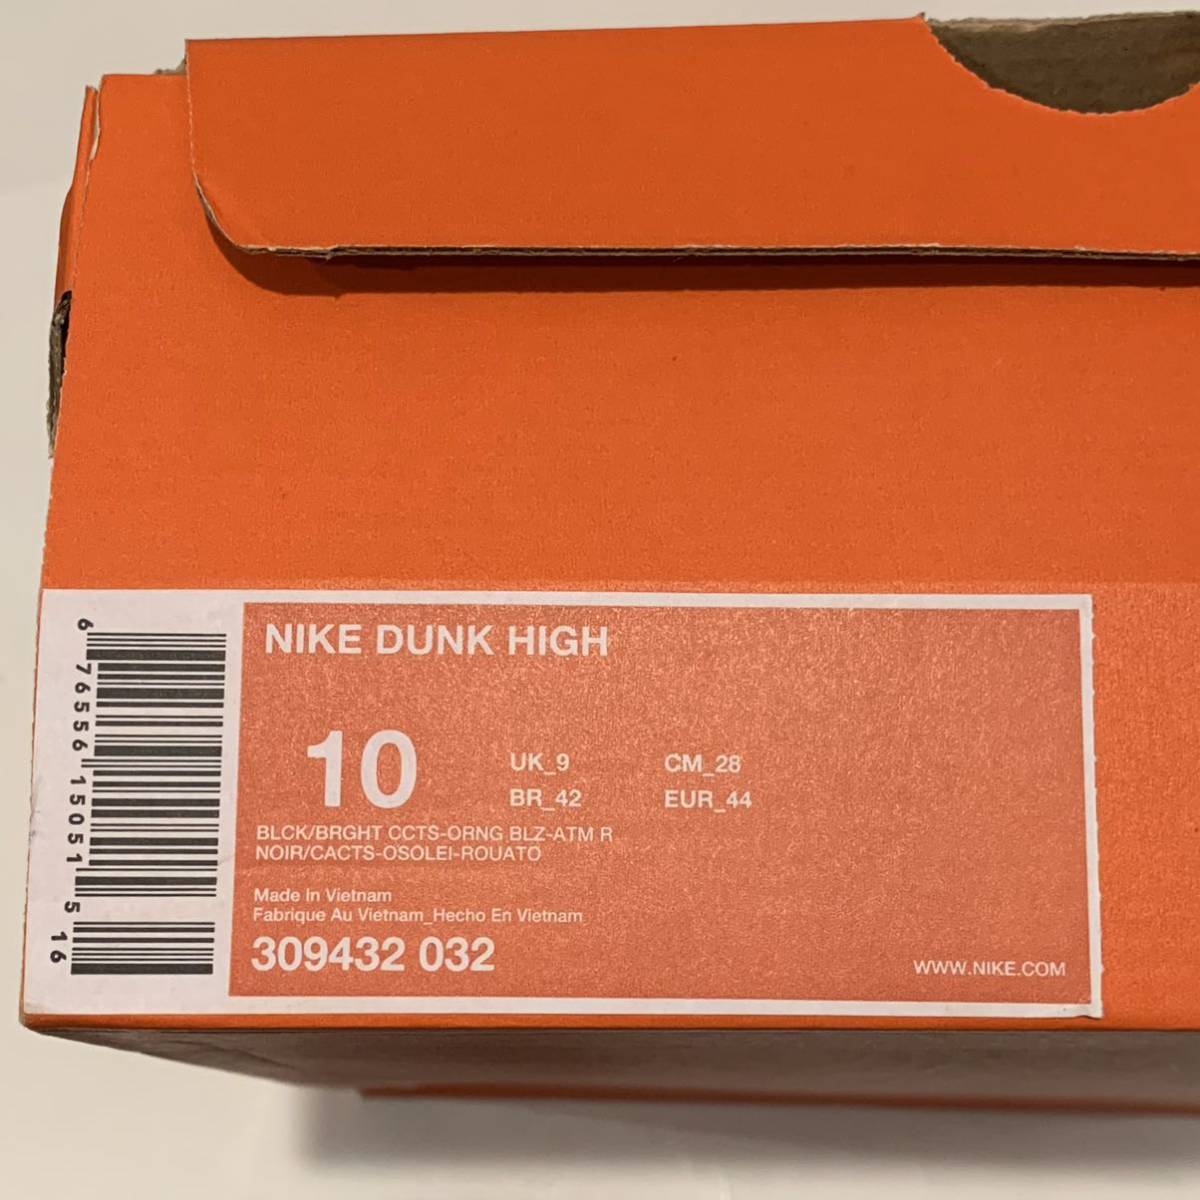 NIKE DUNK HIGH
10
UK_9 CM_28
BR_42 EUR_44
BLCK/BRGHT CCTS-ORNG BLZ-ATM R
NOIR/CACTS-OSOLEI-ROUATO
Made In Vietnam
Fabrique Au Vietnam_Hecho En Vietnam
309432 032
WWW.NIKE.COM
6 76556 15051 5 16